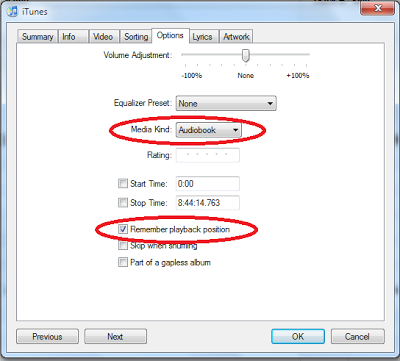 iTunes
Summary Info Video Sorting Options Lyrics Artwork
Volume Adjustment:
-100% None +100%
Equalizer Preset: None
Media Kind: Audiobook
Rating:
Start Time: 0:00
Stop Time: 8:44:14.763
Remember playback position
Skip when shuffling
Part of a gapless album
Previous Next OK Cancel